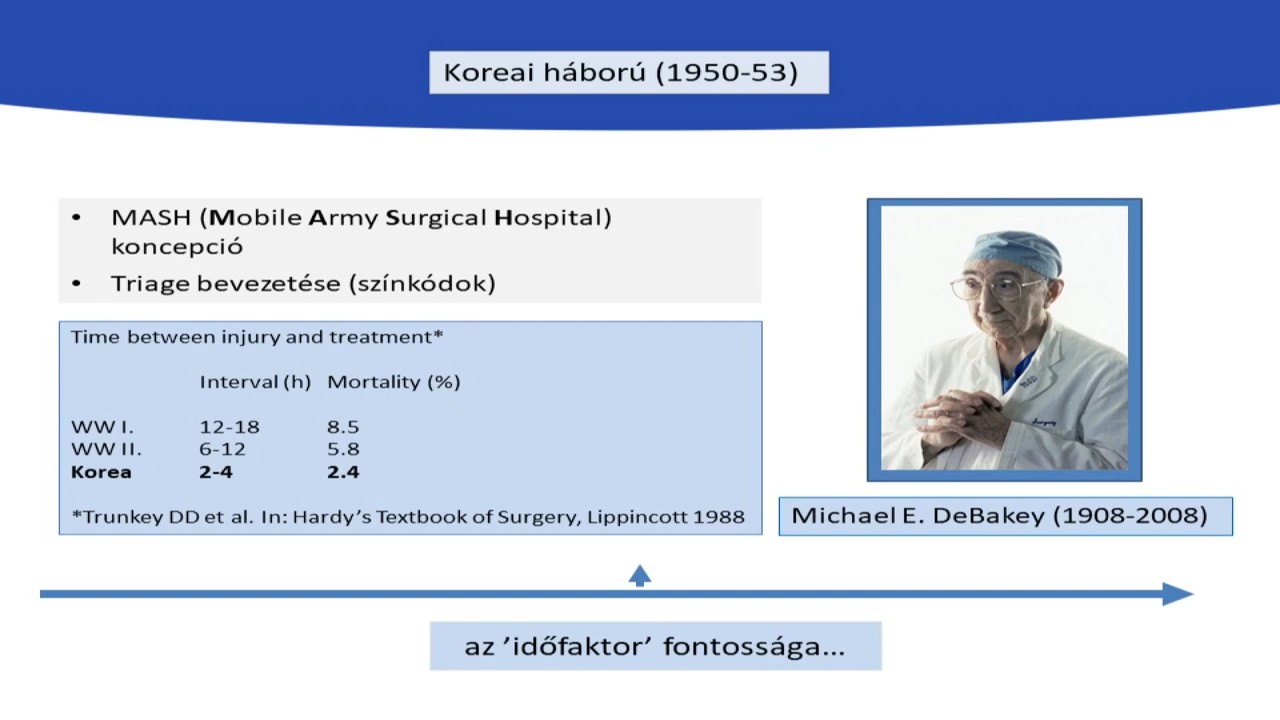 Koreai háború (1950-53)
• MASH (Mobile Army Surgical Hospital)
koncepció
• Triage bevezetése (színkódok)
Time between injury and treatment*
Interval (h) Mortality (%)
WW I. 12-18 8.5
WW II. 6-12 5.8
Korea 2-4 2.4
*Trunkey DD et al. In: Hardy’s Textbook of Surgery, Lippincott 1988
Michael E. DeBakey (1908-2008)
az ’időfaktor’ fontossága...